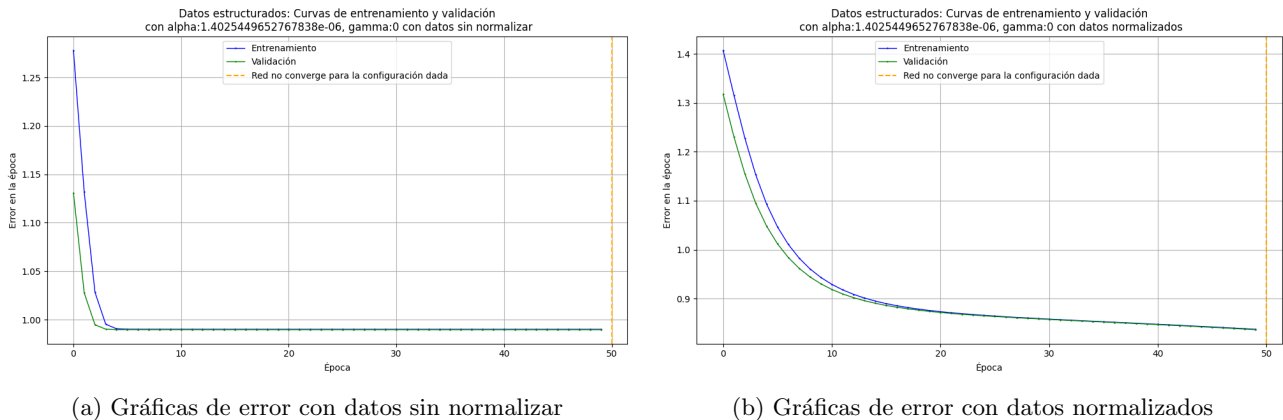 Datos estructurados: Curvas de entrenamiento y validación
con alpha:1.4025449652767838e-06, gamma:0 con datos sin normalizar
Entrenamiento
Validación
Red no converge para la configuración dada
Error en la época
1.25
1.20
1.15
1.10
1.05
1.00
0
10
20
30
40
50
Época
(a) Gráficas de error con datos sin normalizar
Datos estructurados: Curvas de entrenamiento y validación
con alpha:1.4025449652767838e-06, gamma:0 con datos normalizados
Entrenamiento
Validación
Red no converge para la configuración dada
Error en la época
1.4
1.3
1.2
1.1
1.0
0.9
0
10
20
30
40
50
Época
(b) Gráficas de error con datos normalizados